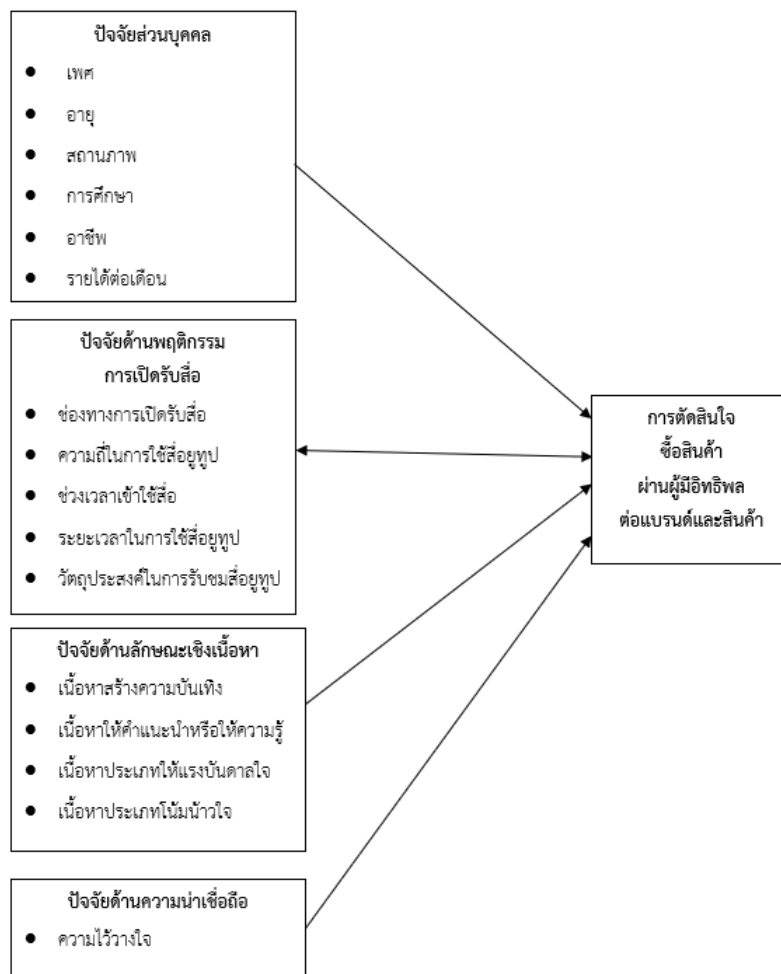 ปัจจัยส่วนบุคคล
● เพศ
● อายุ
● สถานภาพ
● การศึกษา
● อาชีพ
● รายได้ต่อเดือน
ปัจจัยด้านพฤติกรรม
การเปิดรับสื่อ
● ช่องทางการเปิดรับสื่อ
● ความถี่ในการใช้สื่อยูทูป
● ช่วงเวลาเข้าใช้สื่อ
● ระยะเวลาในการใช้สื่อยูทูป
● วัตถุประสงค์ในการรับชมสื่อยูทูป
ปัจจัยด้านลักษณะเชิงเนื้อหา
● เนื้อหาสร้างความบันเทิง
● เนื้อหาให้คำแนะนำหรือให้ความรู้
● เนื้อหาประเภทให้แรงบันดาลใจ
● เนื้อหาประเภทโน้มน้าวใจ
ปัจจัยด้านความน่าเชื่อถือ
● ความไว้วางใจ
การตัดสินใจ
ซื้อสินค้า
ผ่านผู้มีอิทธิพล
ต่อแบรนด์และสินค้า